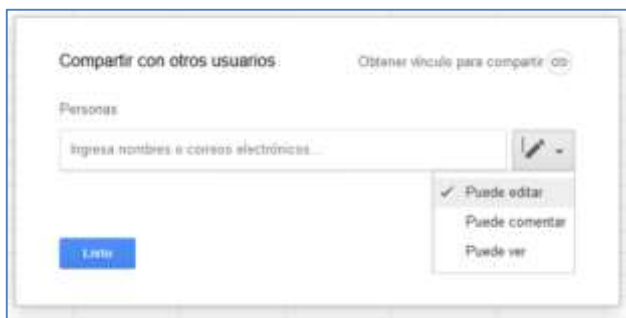 Compartir con otros usuarios
Obtener vínculo para compartir
Personas
Ingresa nombres o correos electrónicos...
Puede editar
Puede comentar
Puede ver
Listo